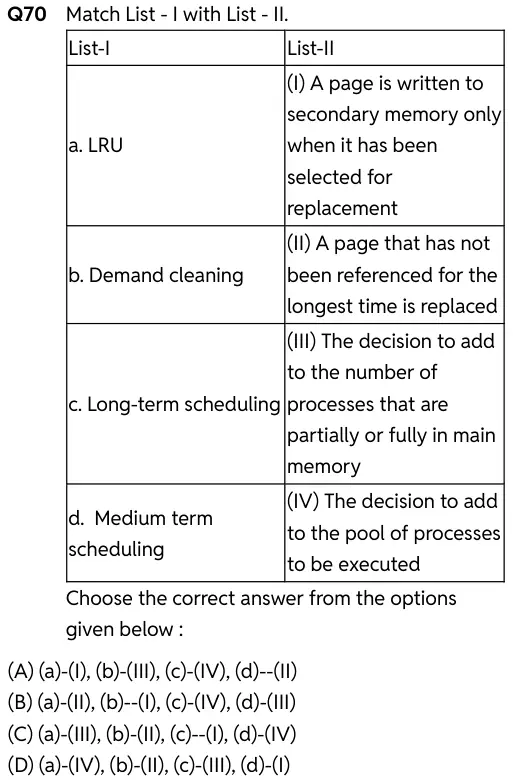 Q70 Match List - I with List - II.
List-I
List-II
a. LRU
(I) A page is written to
secondary memory only
when it has been
selected for
replacement
b. Demand cleaning
(II) A page that has not
been referenced for the
longest time is replaced
c. Long-term scheduling
(III) The decision to add
to the number of
processes that are
partially or fully in main
memory
d. Medium term
scheduling
(IV) The decision to add
to the pool of processes
to be executed
Choose the correct answer from the options
given below :
(A) (a)-(I), (b)-(III), (c)-(IV), (d)--(II)
(B) (a)-(II), (b)--(I), (c)-(IV), (d)-(III)
(C) (a)-(III), (b)-(II), (c)--(I), (d)-(IV)
(D) (a)-(IV), (b)-(II), (c)-(III), (d)-(I)